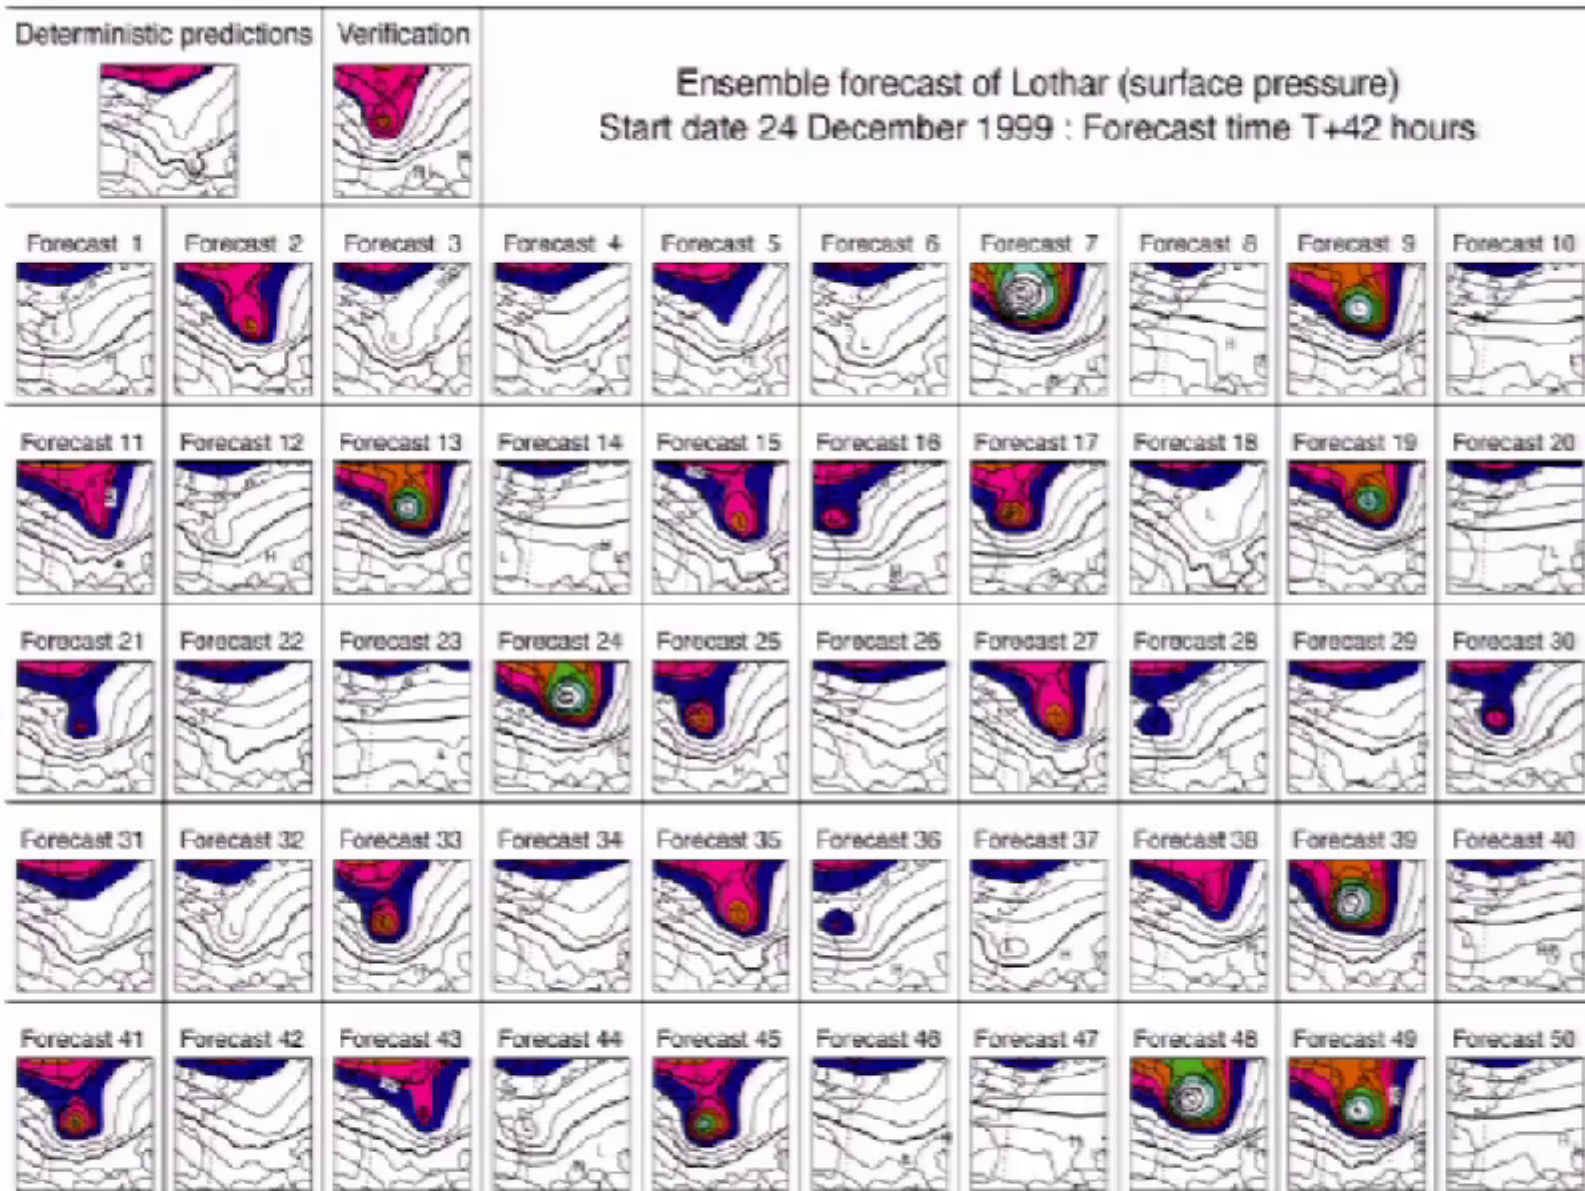 Deterministic predictions
Verification
Ensemble forecast of Lothar (surface pressure)
Start date 24 December 1999 : Forecast time T+42 hours
Forecast 1
Forecast 2
Forecast 3
Forecast 4
Forecast 5
Forecast 6
Forecast 7
Forecast 8
Forecast 9
Forecast 10
Forecast 11
Forecast 12
Forecast 13
Forecast 14
Forecast 15
Forecast 16
Forecast 17
Forecast 18
Forecast 19
Forecast 20
Forecast 21
Forecast 22
Forecast 23
Forecast 24
Forecast 25
Forecast 26
Forecast 27
Forecast 28
Forecast 29
Forecast 30
Forecast 31
Forecast 32
Forecast 33
Forecast 34
Forecast 35
Forecast 36
Forecast 37
Forecast 38
Forecast 39
Forecast 40
Forecast 41
Forecast 42
Forecast 43
Forecast 44
Forecast 45
Forecast 46
Forecast 47
Forecast 48
Forecast 49
Forecast 50